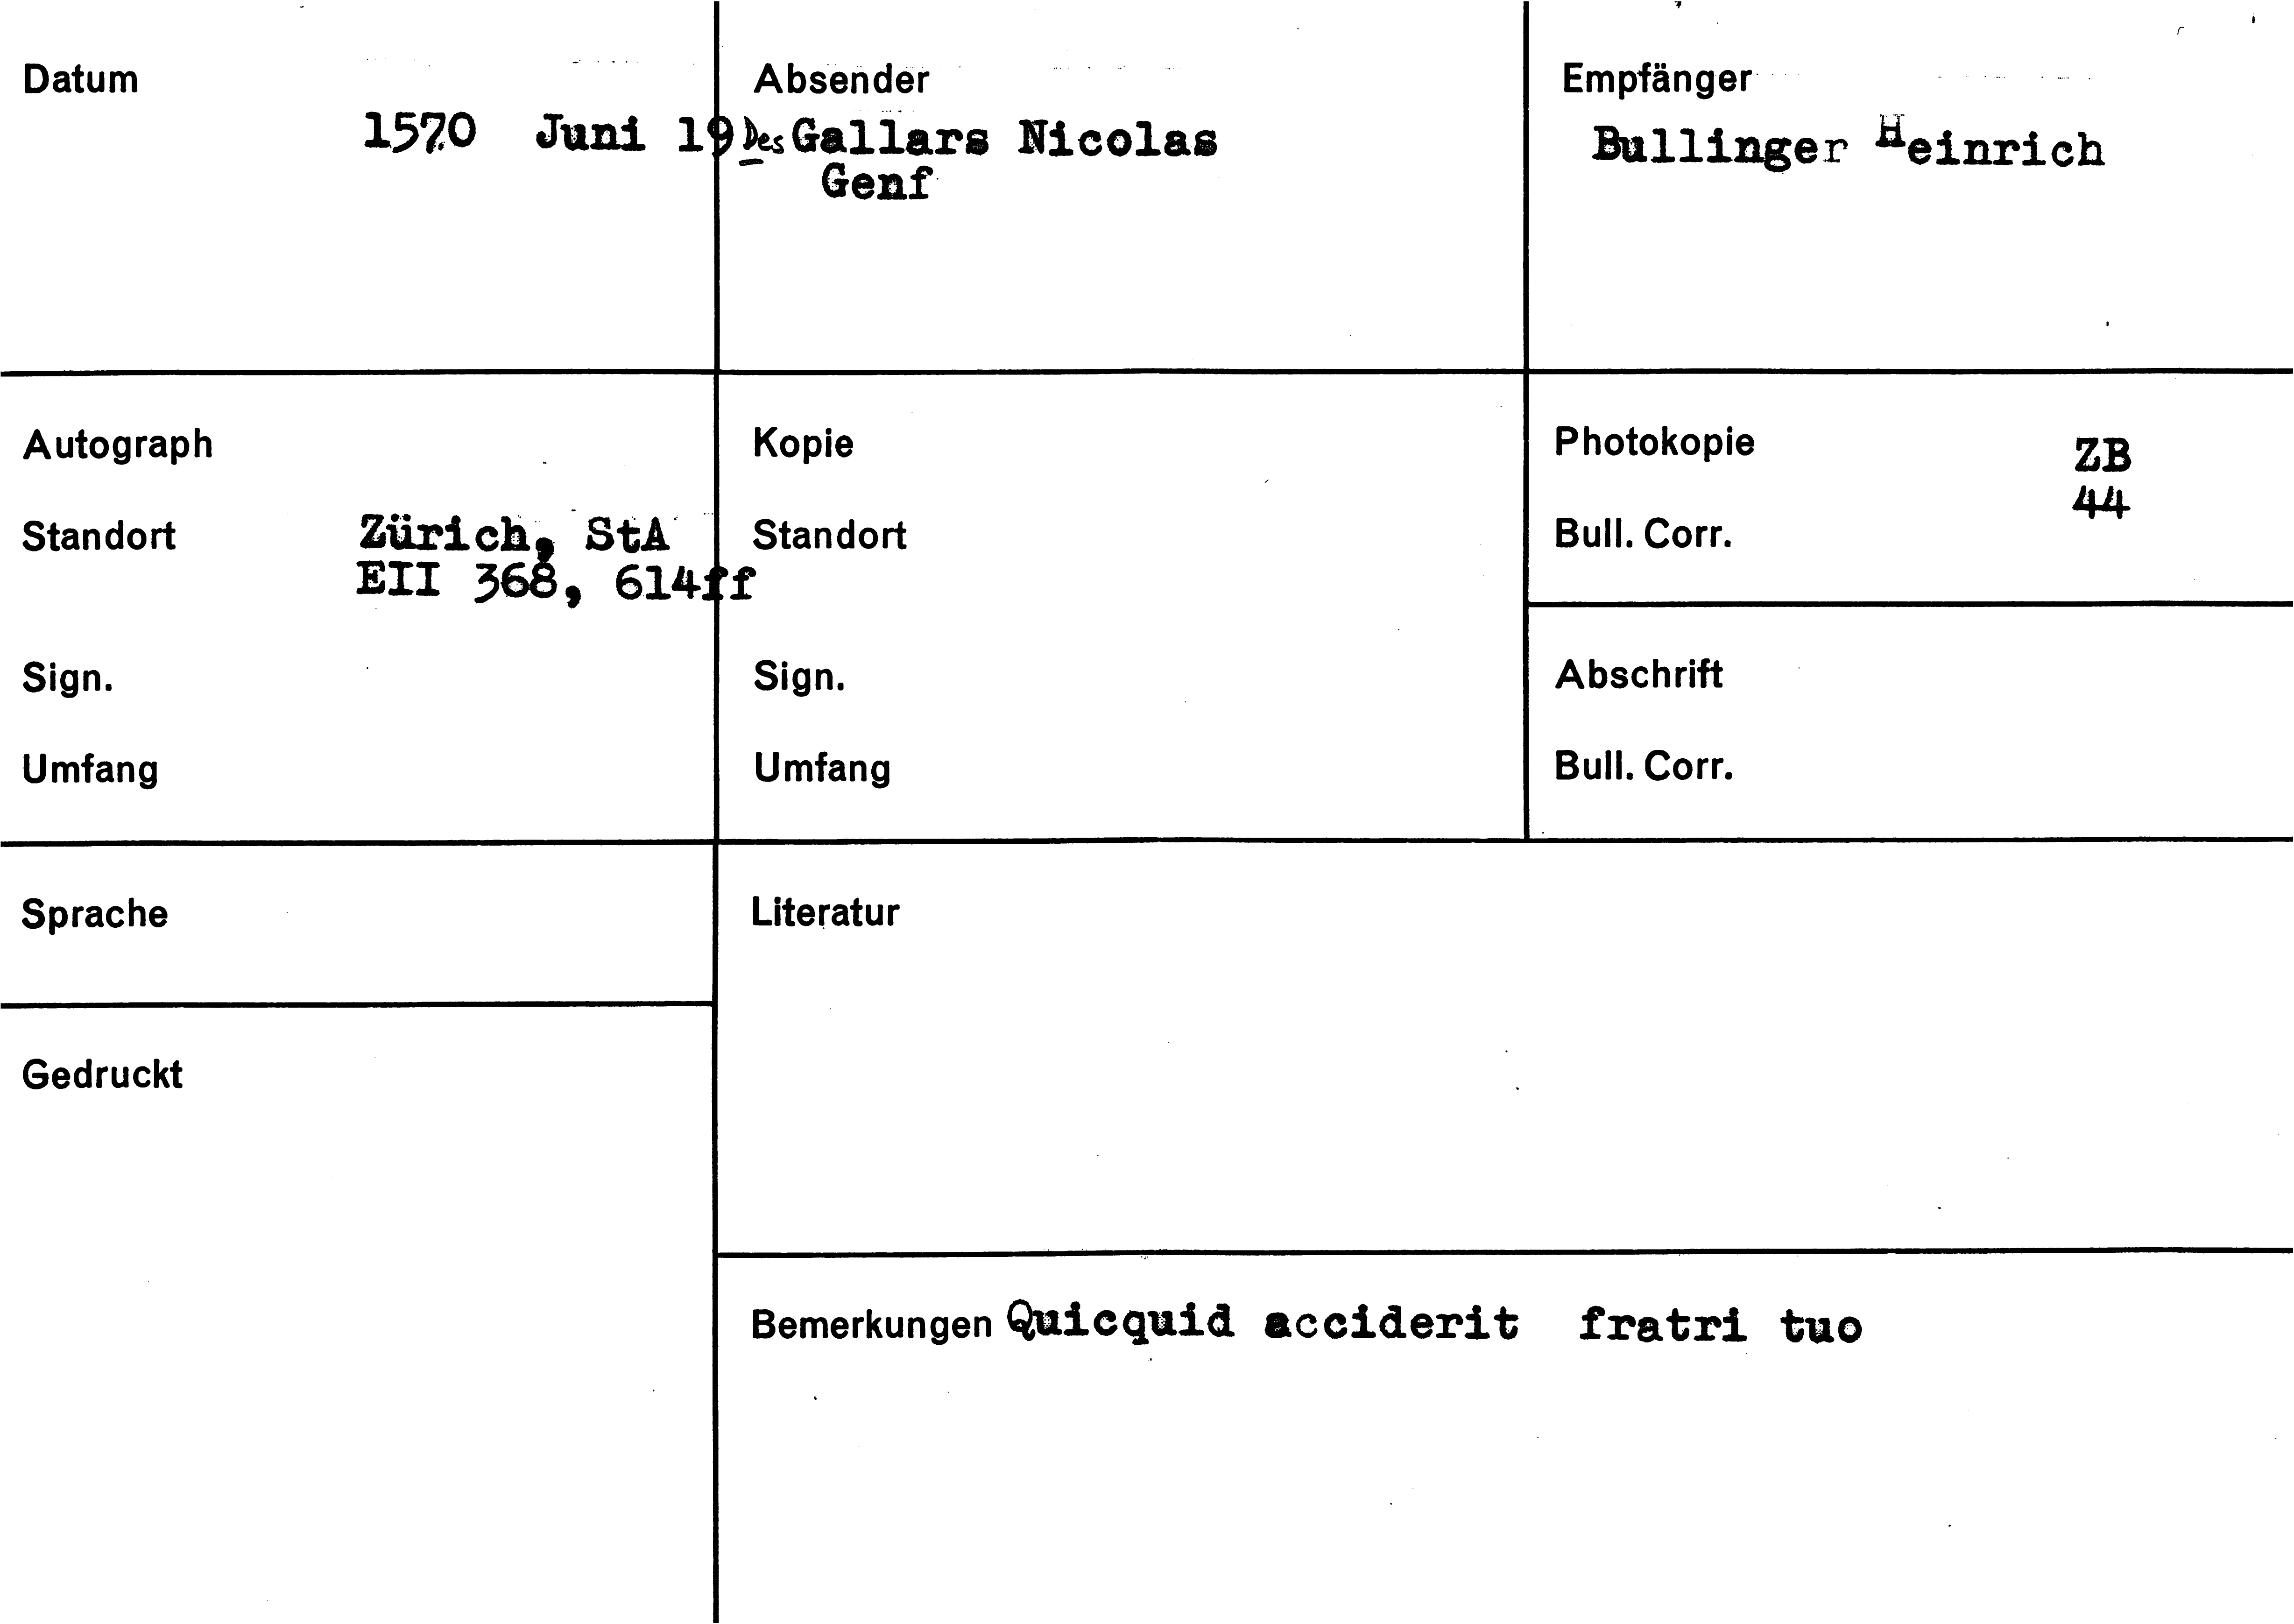 Datum
1570 Juni 19
Absender
Des Gallars Nicolas
Genf
Empfänger
Bullinger Heinrich
Autograph
Standort
Zürich, StA
EII 368, 614ff
Sign.
Umfang
Kopie
Standort
Sign.
Umfang
Photokopie
ZB
44
Bull. Corr.
Abschrift
Bull. Corr.
Sprache
Literatur
Gedruckt
Bemerkungen Quicquid acciderit fratri tuo